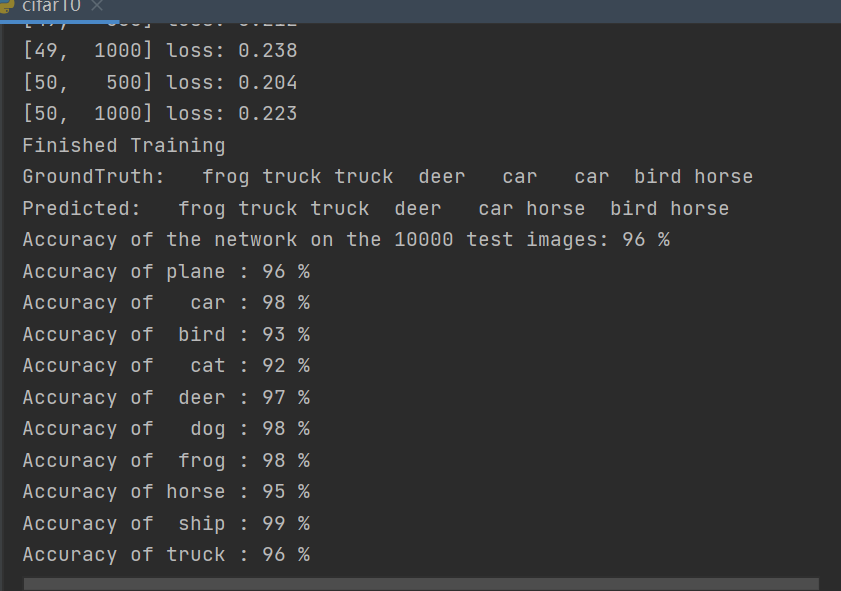 cifar10
[49, 1000] loss: 0.238
[50,   500] loss: 0.204
[50,  1000] loss: 0.223
Finished Training
GroundTruth:   frog truck truck  deer   car   car  bird horse
Predicted:   frog truck truck  deer   car horse  bird horse
Accuracy of the network on the 10000 test images: 96 %
Accuracy of plane : 96 %
Accuracy of   car : 98 %
Accuracy of  bird : 93 %
Accuracy of   cat : 92 %
Accuracy of  deer : 97 %
Accuracy of   dog : 98 %
Accuracy of  frog : 98 %
Accuracy of horse : 95 %
Accuracy of  ship : 99 %
Accuracy of truck : 96 %